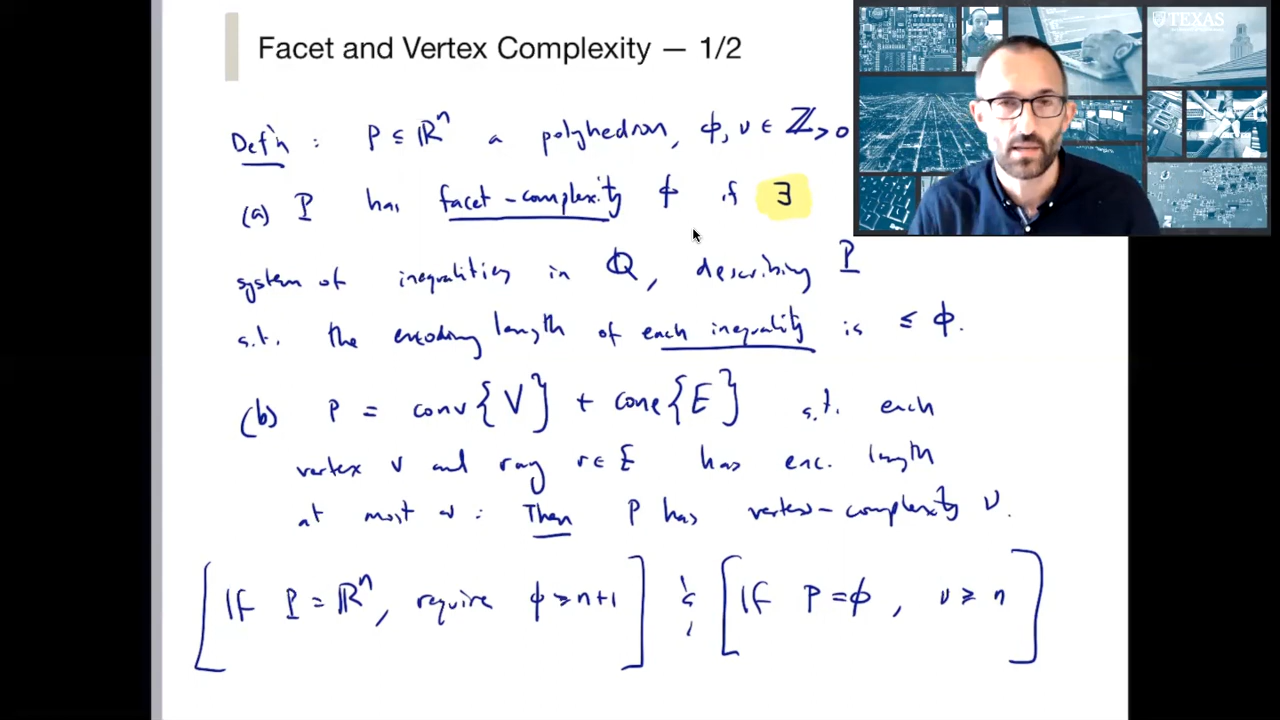 Facet and Vertex Complexity — 1/2
TEXAS
Def'n : P ⊆ ℝⁿ a polyhedron, φ, ν ∈ ℤ>0
(a) P has facet-complexity φ if ∃
system of inequalities in ℚ, describing P
s.t. the encoding length of each inequality is ≤ φ.
(b) P = conv{V} + cone{E} s.t. each
vertex v and ray r∈E has enc. length
at most ν : Then P has vertex-complexity ν.
[If P = ℝⁿ, require φ ≥ n+1] & [If P = ∅, ν ≥ n]